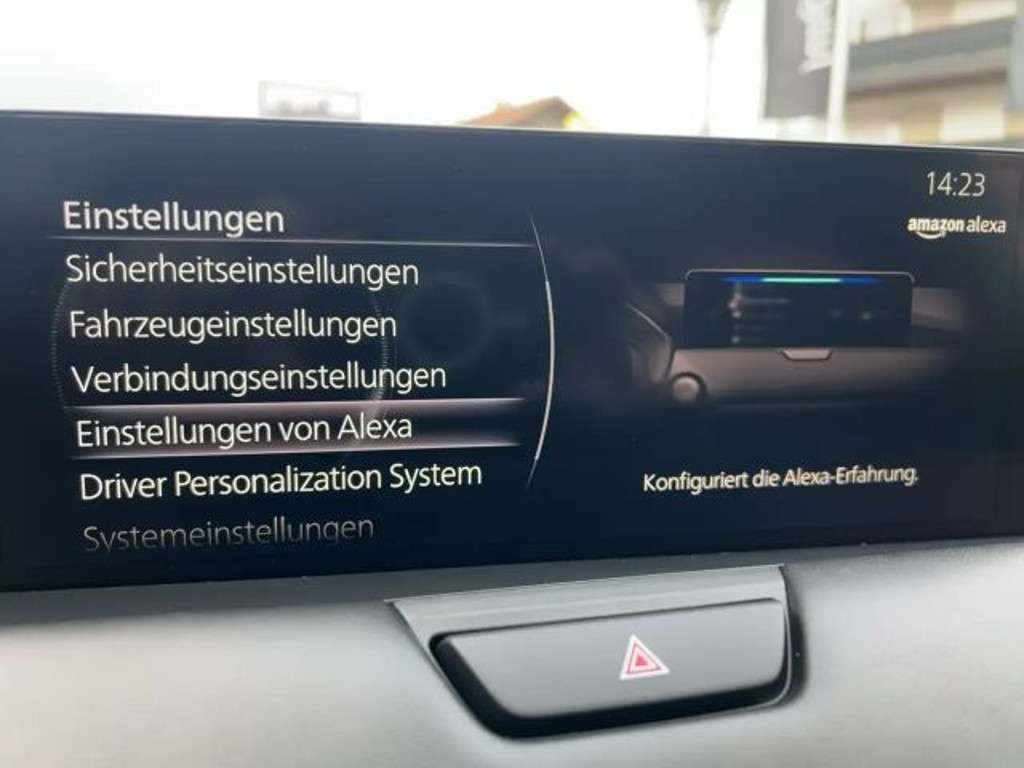 14:23
amazon alexa
Einstellungen
Sicherheitseinstellungen
Fahrzeugeinstellungen
Verbindungseinstellungen
Einstellungen von Alexa
Driver Personalization System
Systemeinstellungen
Konfiguriert die Alexa-Erfahrung.